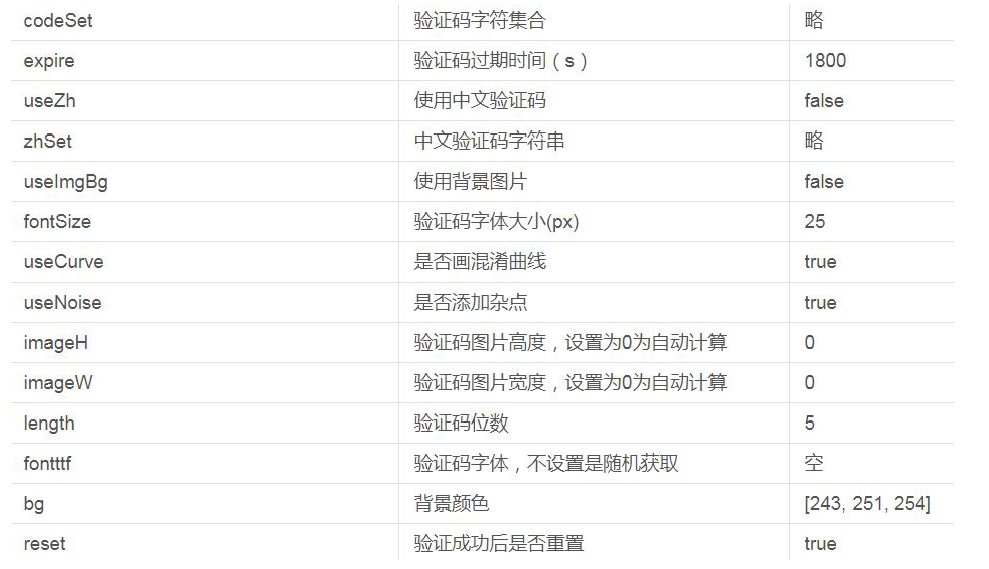 codeSet 验证码字符集合 略
expire 验证码过期时间（s） 1800
useZh 使用中文验证码 false
zhSet 中文验证码字符串 略
useImgBg 使用背景图片 false
fontSize 验证码字体大小(px) 25
useCurve 是否画混淆曲线 true
useNoise 是否添加杂点 true
imageH 验证码图片高度，设置为0为自动计算 0
imageW 验证码图片宽度，设置为0为自动计算 0
length 验证码位数 5
fontttf 验证码字体，不设置是随机获取 空
bg 背景颜色 [243, 251, 254]
reset 验证成功后是否重置 true